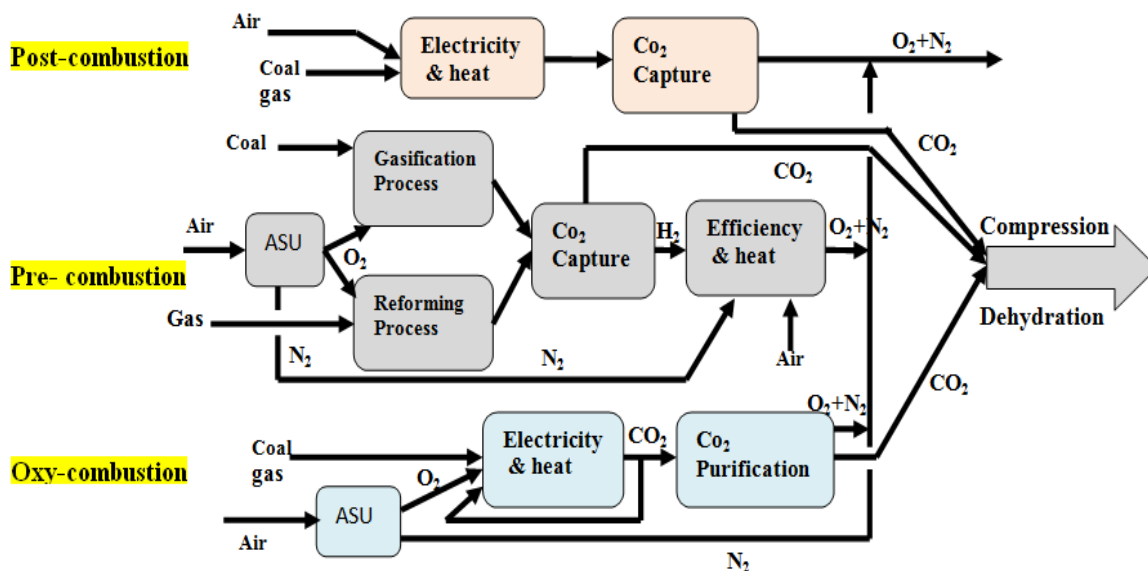 Post-combustion
Air
Coal
gas
Electricity
& heat
Co₂
Capture
O₂+N₂
CO₂
Pre- combustion
Coal
Gasification
Process
Air
ASU
O₂
Gas
Reforming
Process
Co₂
Capture
CO₂
H₂
Efficiency
& heat
O₂+N₂
Air
N₂
N₂
Compression
Dehydration
CO₂
Oxy-combustion
Coal
gas
Air
ASU
O₂
Electricity
& heat
CO₂
Co₂
Purification
O₂+N₂
N₂